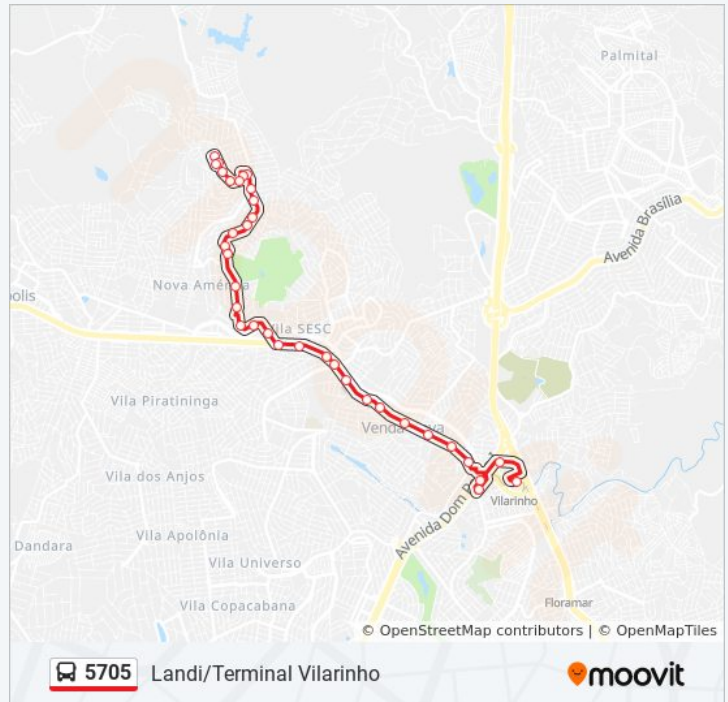 Palmital
Avenida Brasília
Nova América
olis
Vila SESC
Vila Piratininga
Venda Nova
Vila dos Anjos
Vilarinho
Avenida Dom P
Vila Apolônia
Dandara
Vila Universo
Vila Copacabana
Floramar
© OpenStreetMap contributors | © OpenMapTiles
5705 Landi/Terminal Vilarinho
moovit